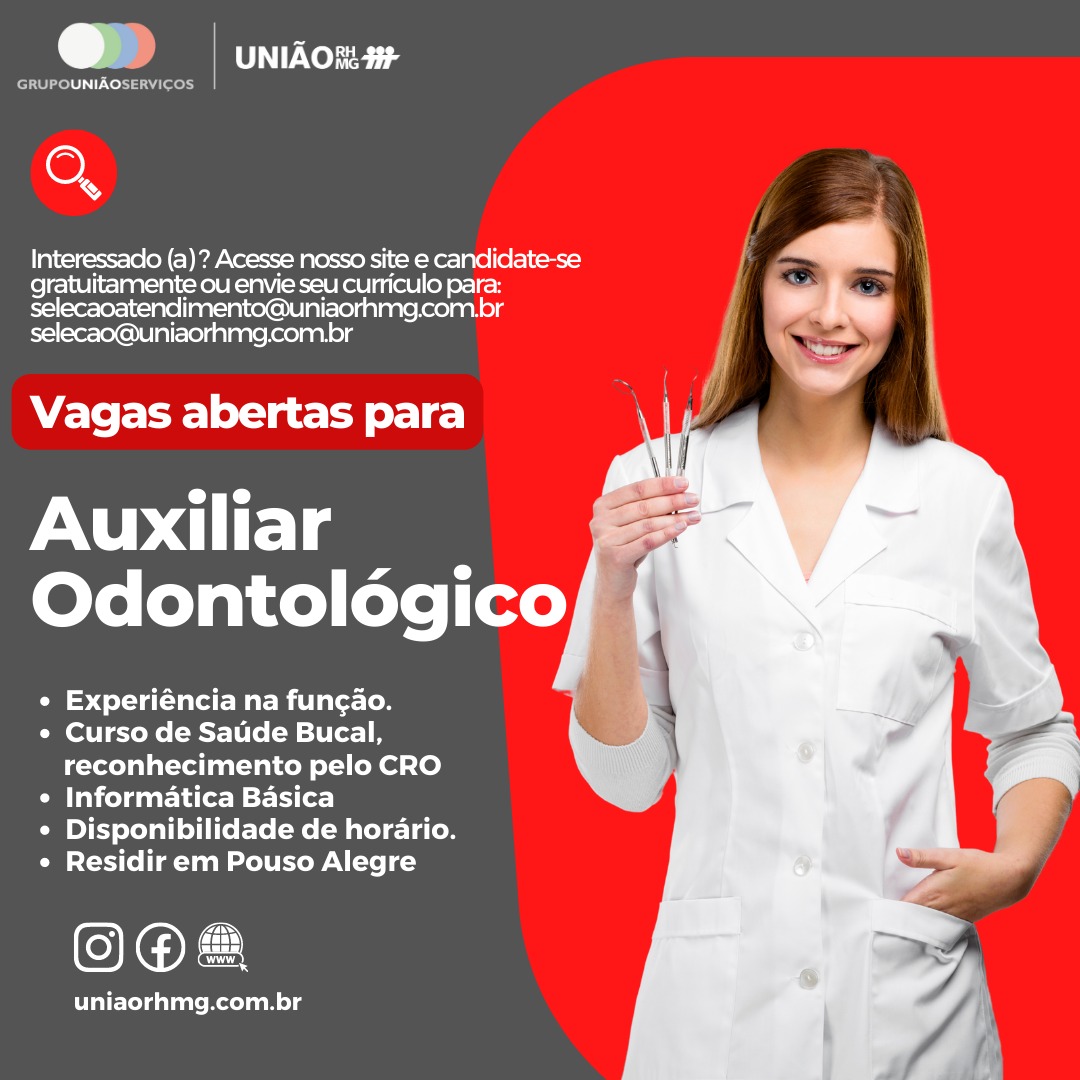 GRUPOUNIÃOSERVIÇOS
UNIÃO RH MG
Interessado (a)? Acesse nosso site e candidate-se
gratuitamente ou envie seu currículo para:
selecaoatendimento@uniaorhmg.com.br
selecao@uniaorhmg.com.br
Vagas abertas para
Auxiliar
Odontológico
• Experiência na função.
• Curso de Saúde Bucal,
reconhecimento pelo CRO
• Informática Básica
• Disponibilidade de horário.
• Residir em Pouso Alegre
www
uniaorhmg.com.br